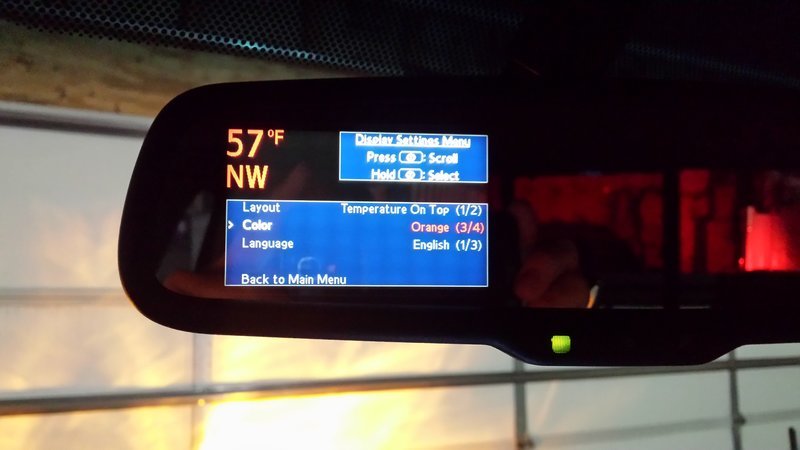 57°F
NW
Display Settings Menu
Press : Scroll
Hold : Select
Layout Temperature On Top (1/2)
> Color Orange (3/4)
Language English (1/3)
Back to Main Menu